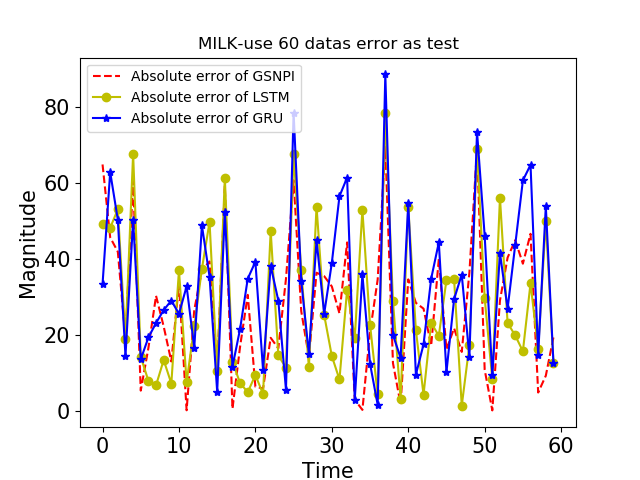 MILK-use 60 datas error as test
Absolute error of GSNPI
Absolute error of LSTM
Absolute error of GRU
Magnitude
80
60
40
20
0
0 10 20 30 40 50 60
Time